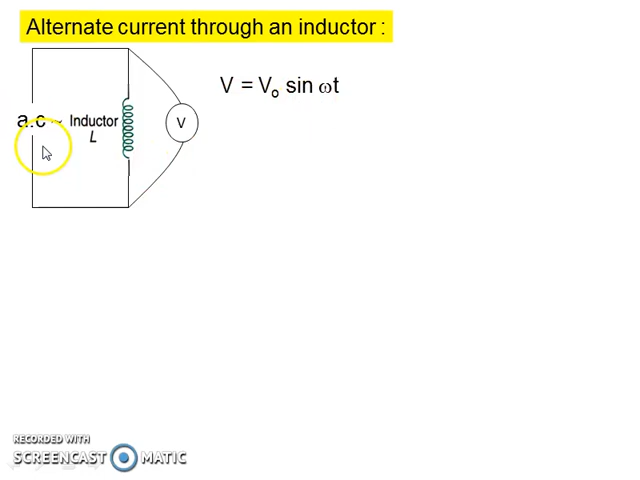 Alternate current through an inductor :
V = Vo sin ωt
a.c ~ Inductor
L
V
RECORDED WITH
SCREENCAST MATIC